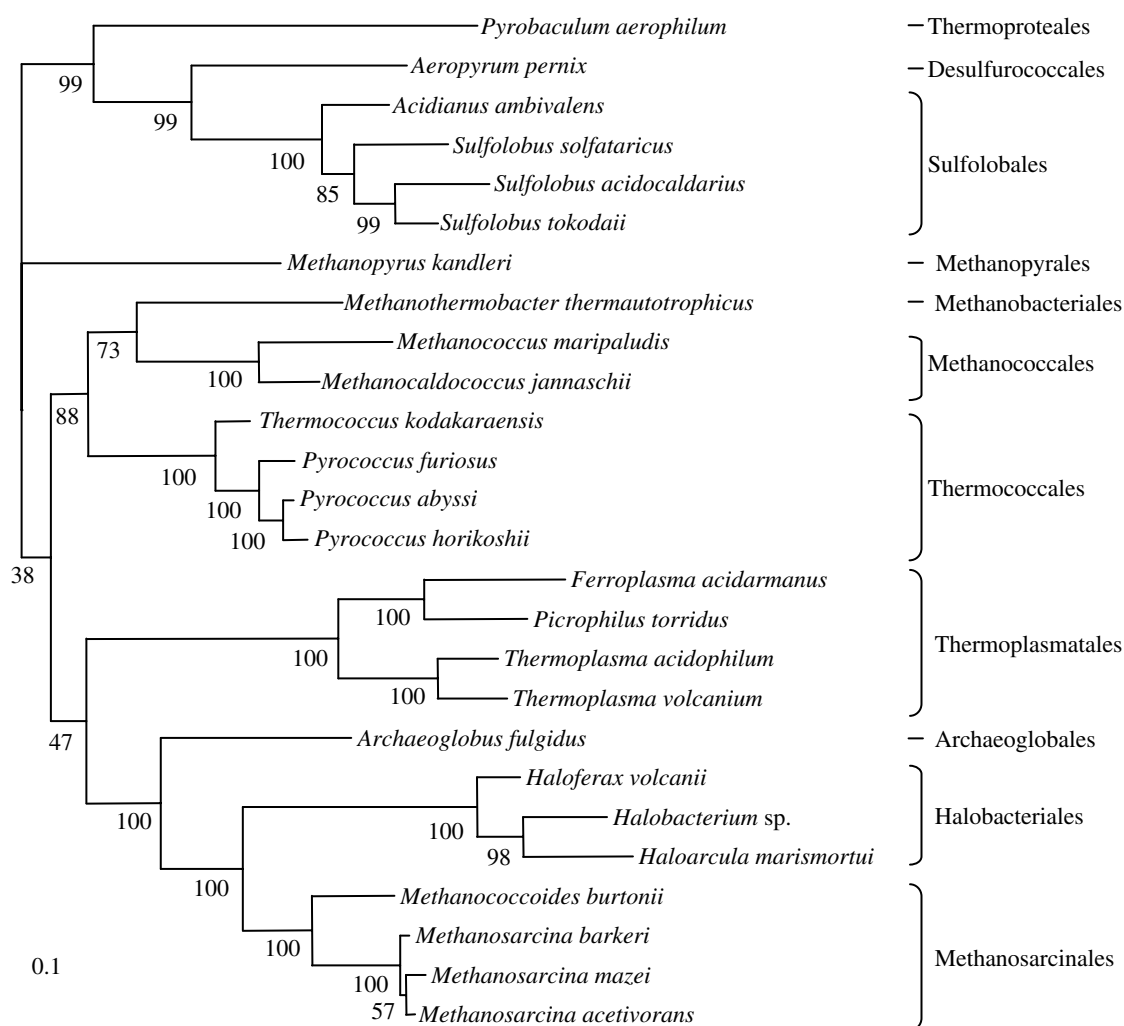 Pyrobaculum aerophilum
Thermoproteales
Aeropyrum pernix
Desulfurococcales
99
Acidianus ambivalens
99
Sulfolobus solfataricus
100
Sulfolobales
Sulfolobus acidocaldarius
85
Sulfolobus tokodaii
99
Methanopyrus kandleri
Methanopyrales
Methanothermobacter thermautotrophicus
Methanobacteriales
Methanococcus maripaludis
73
Methanococcales
Methanocaldococcus jannaschii
100
88
Thermococcus kodakaraensis
Pyrococcus furiosus
100
Thermococcales
Pyrococcus abyssi
100
Pyrococcus horikoshii
100
38
Ferroplasma acidarmanus
Picrophilus torridus
100
Thermoplasmatales
Thermoplasma acidophilum
100
Thermoplasma volcanium
100
Archaeoglobus fulgidus
Archaeoglobales
47
Haloferax volcanii
Halobacterium sp.
Halobacteriales
100
100
Haloarcula marismortui
98
100
Methanococcoides burtonii
Methanosarcina barkeri
100
Methanosarcinales
0.1
Methanosarcina mazei
100
57
Methanosarcina acetivorans